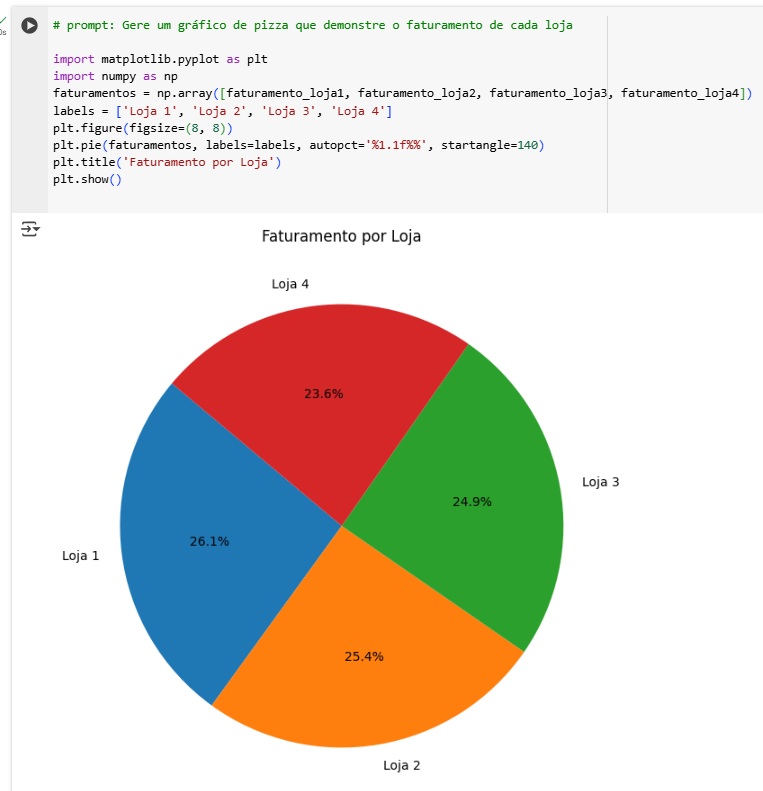 # prompt: Gere um gráfico de pizza que demonstre o faturamento de cada loja
import matplotlib.pyplot as plt
import numpy as np
faturamentos = np.array([faturamento_loja1, faturamento_loja2, faturamento_loja3, faturamento_loja4])
labels = ['Loja 1', 'Loja 2', 'Loja 3', 'Loja 4']
plt.figure(figsize=(8, 8))
plt.pie(faturamentos, labels=labels, autopct='%1.1f%%', startangle=140)
plt.title('Faturamento por Loja')
plt.show()
Faturamento por Loja
Loja 4
23.6%
Loja 3
24.9%
26.1%
Loja 1
25.4%
Loja 2